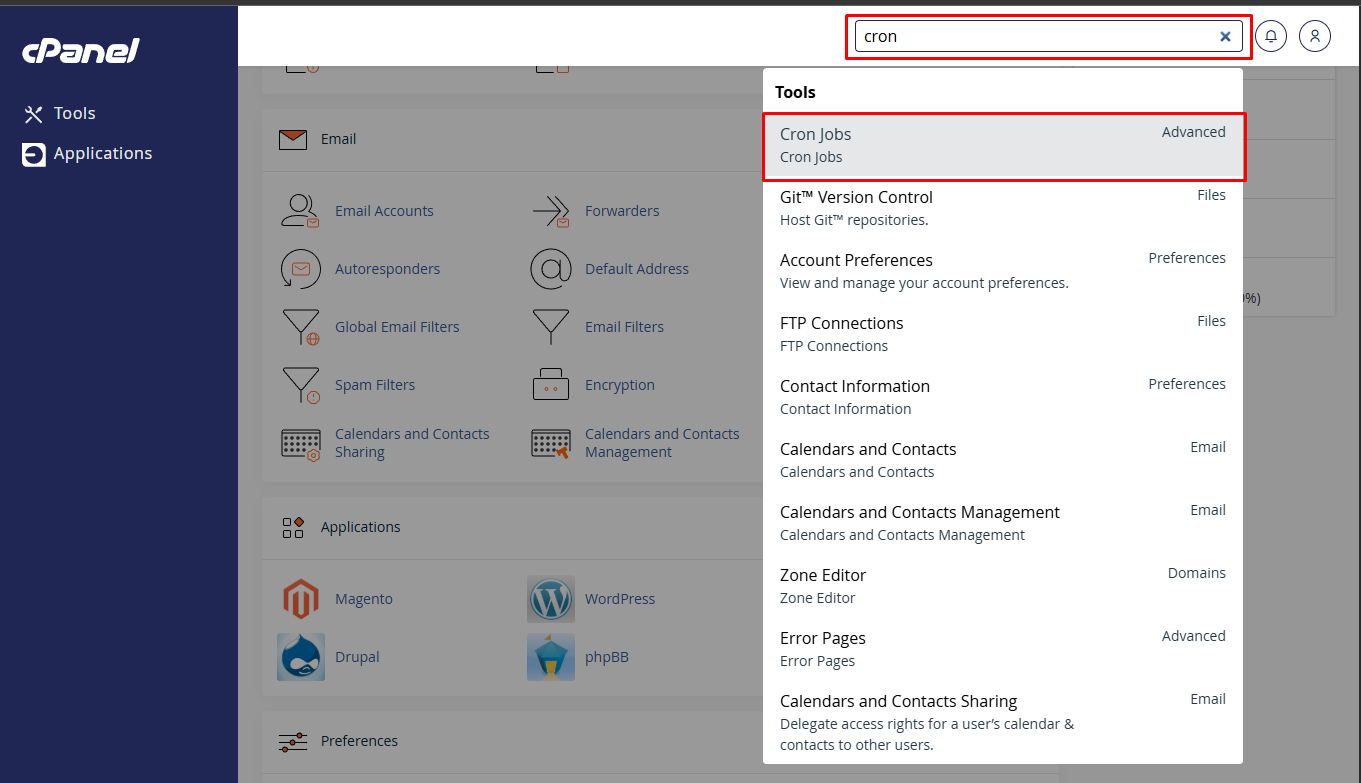 cPanel
cron
Tools
Applications
Email
Email Accounts
Forwarders
Autoresponders
Default Address
Global Email Filters
Email Filters
Spam Filters
Encryption
Calendars and Contacts
Sharing
Calendars and Contacts
Management
Applications
Magento
WordPress
Drupal
phpBB
Preferences
Tools
Cron Jobs Advanced
Cron Jobs
Git™ Version Control Files
Host Git™ repositories.
Account Preferences Preferences
View and manage your account preferences.
FTP Connections Files
FTP Connections
Contact Information Preferences
Contact Information
Calendars and Contacts Email
Calendars and Contacts
Calendars and Contacts Management Email
Calendars and Contacts Management
Zone Editor Domains
Zone Editor
Error Pages Advanced
Error Pages
Calendars and Contacts Sharing Email
Delegate access rights for a user’s calendar &
contacts to other users.
%)